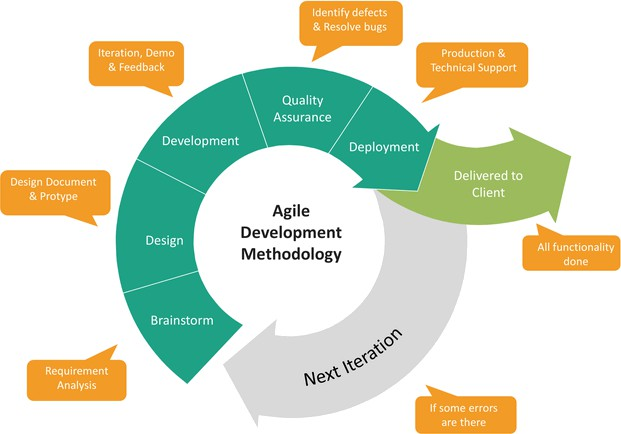 Identify defects
& Resolve bugs
Iteration, Demo
& Feedback
Production &
Technical Support
Quality
Assurance
Development
Deployment
Delivered to
Client
Design Document
& Protype
Agile
Development
Methodology
Design
All functionality
done
Brainstorm
Requirement
Analysis
Next Iteration
If some errors
are there